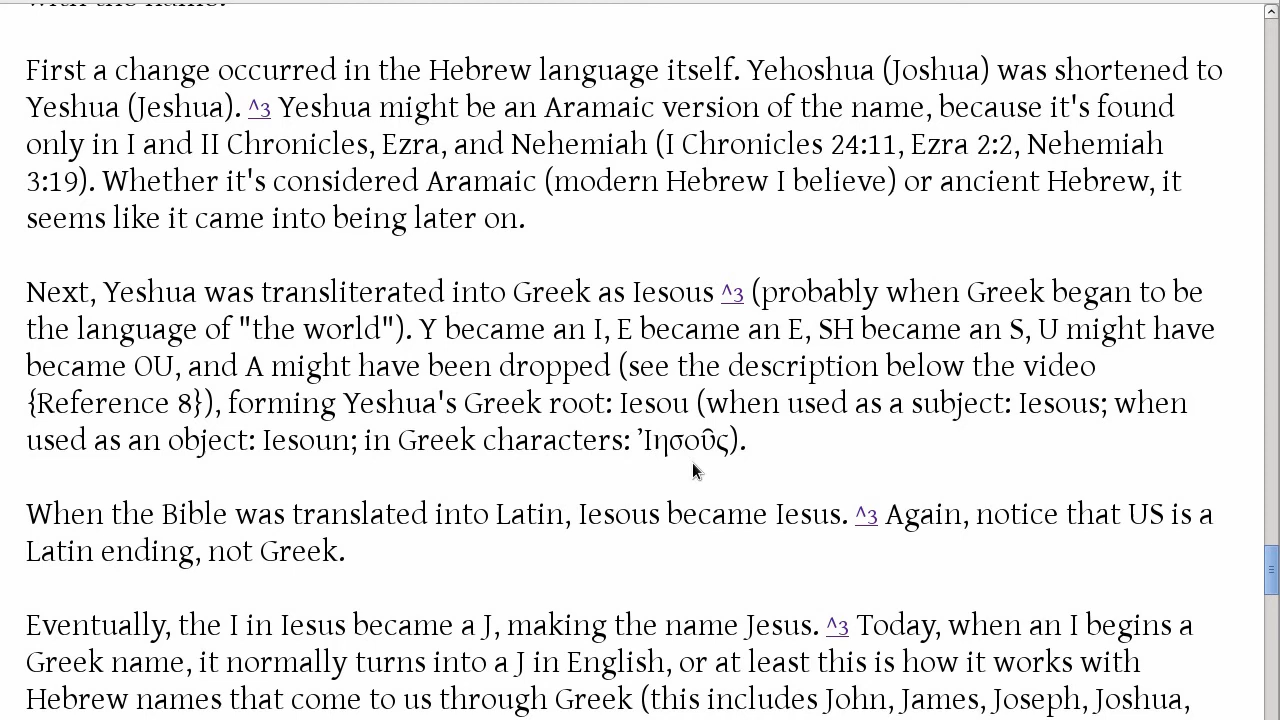 with the name.
First a change occurred in the Hebrew language itself. Yehoshua (Joshua) was shortened to
Yeshua (Jeshua). ^3 Yeshua might be an Aramaic version of the name, because it's found
only in I and II Chronicles, Ezra, and Nehemiah (I Chronicles 24:11, Ezra 2:2, Nehemiah
3:19). Whether it's considered Aramaic (modern Hebrew I believe) or ancient Hebrew, it
seems like it came into being later on.
Next, Yeshua was transliterated into Greek as Iesous ^3 (probably when Greek began to be
the language of "the world"). Y became an I, E became an E, SH became an S, U might have
became OU, and A might have been dropped (see the description below the video
{Reference 8}), forming Yeshua's Greek root: Iesou (when used as a subject: Iesous; when
used as an object: Iesoun; in Greek characters: Ἰησοῦς).
When the Bible was translated into Latin, Iesous became Iesus. ^3 Again, notice that US is a
Latin ending, not Greek.
Eventually, the I in Iesus became a J, making the name Jesus. ^3 Today, when an I begins a
Greek name, it normally turns into a J in English, or at least this is how it works with
Hebrew names that come to us through Greek (this includes John, James, Joseph, Joshua,